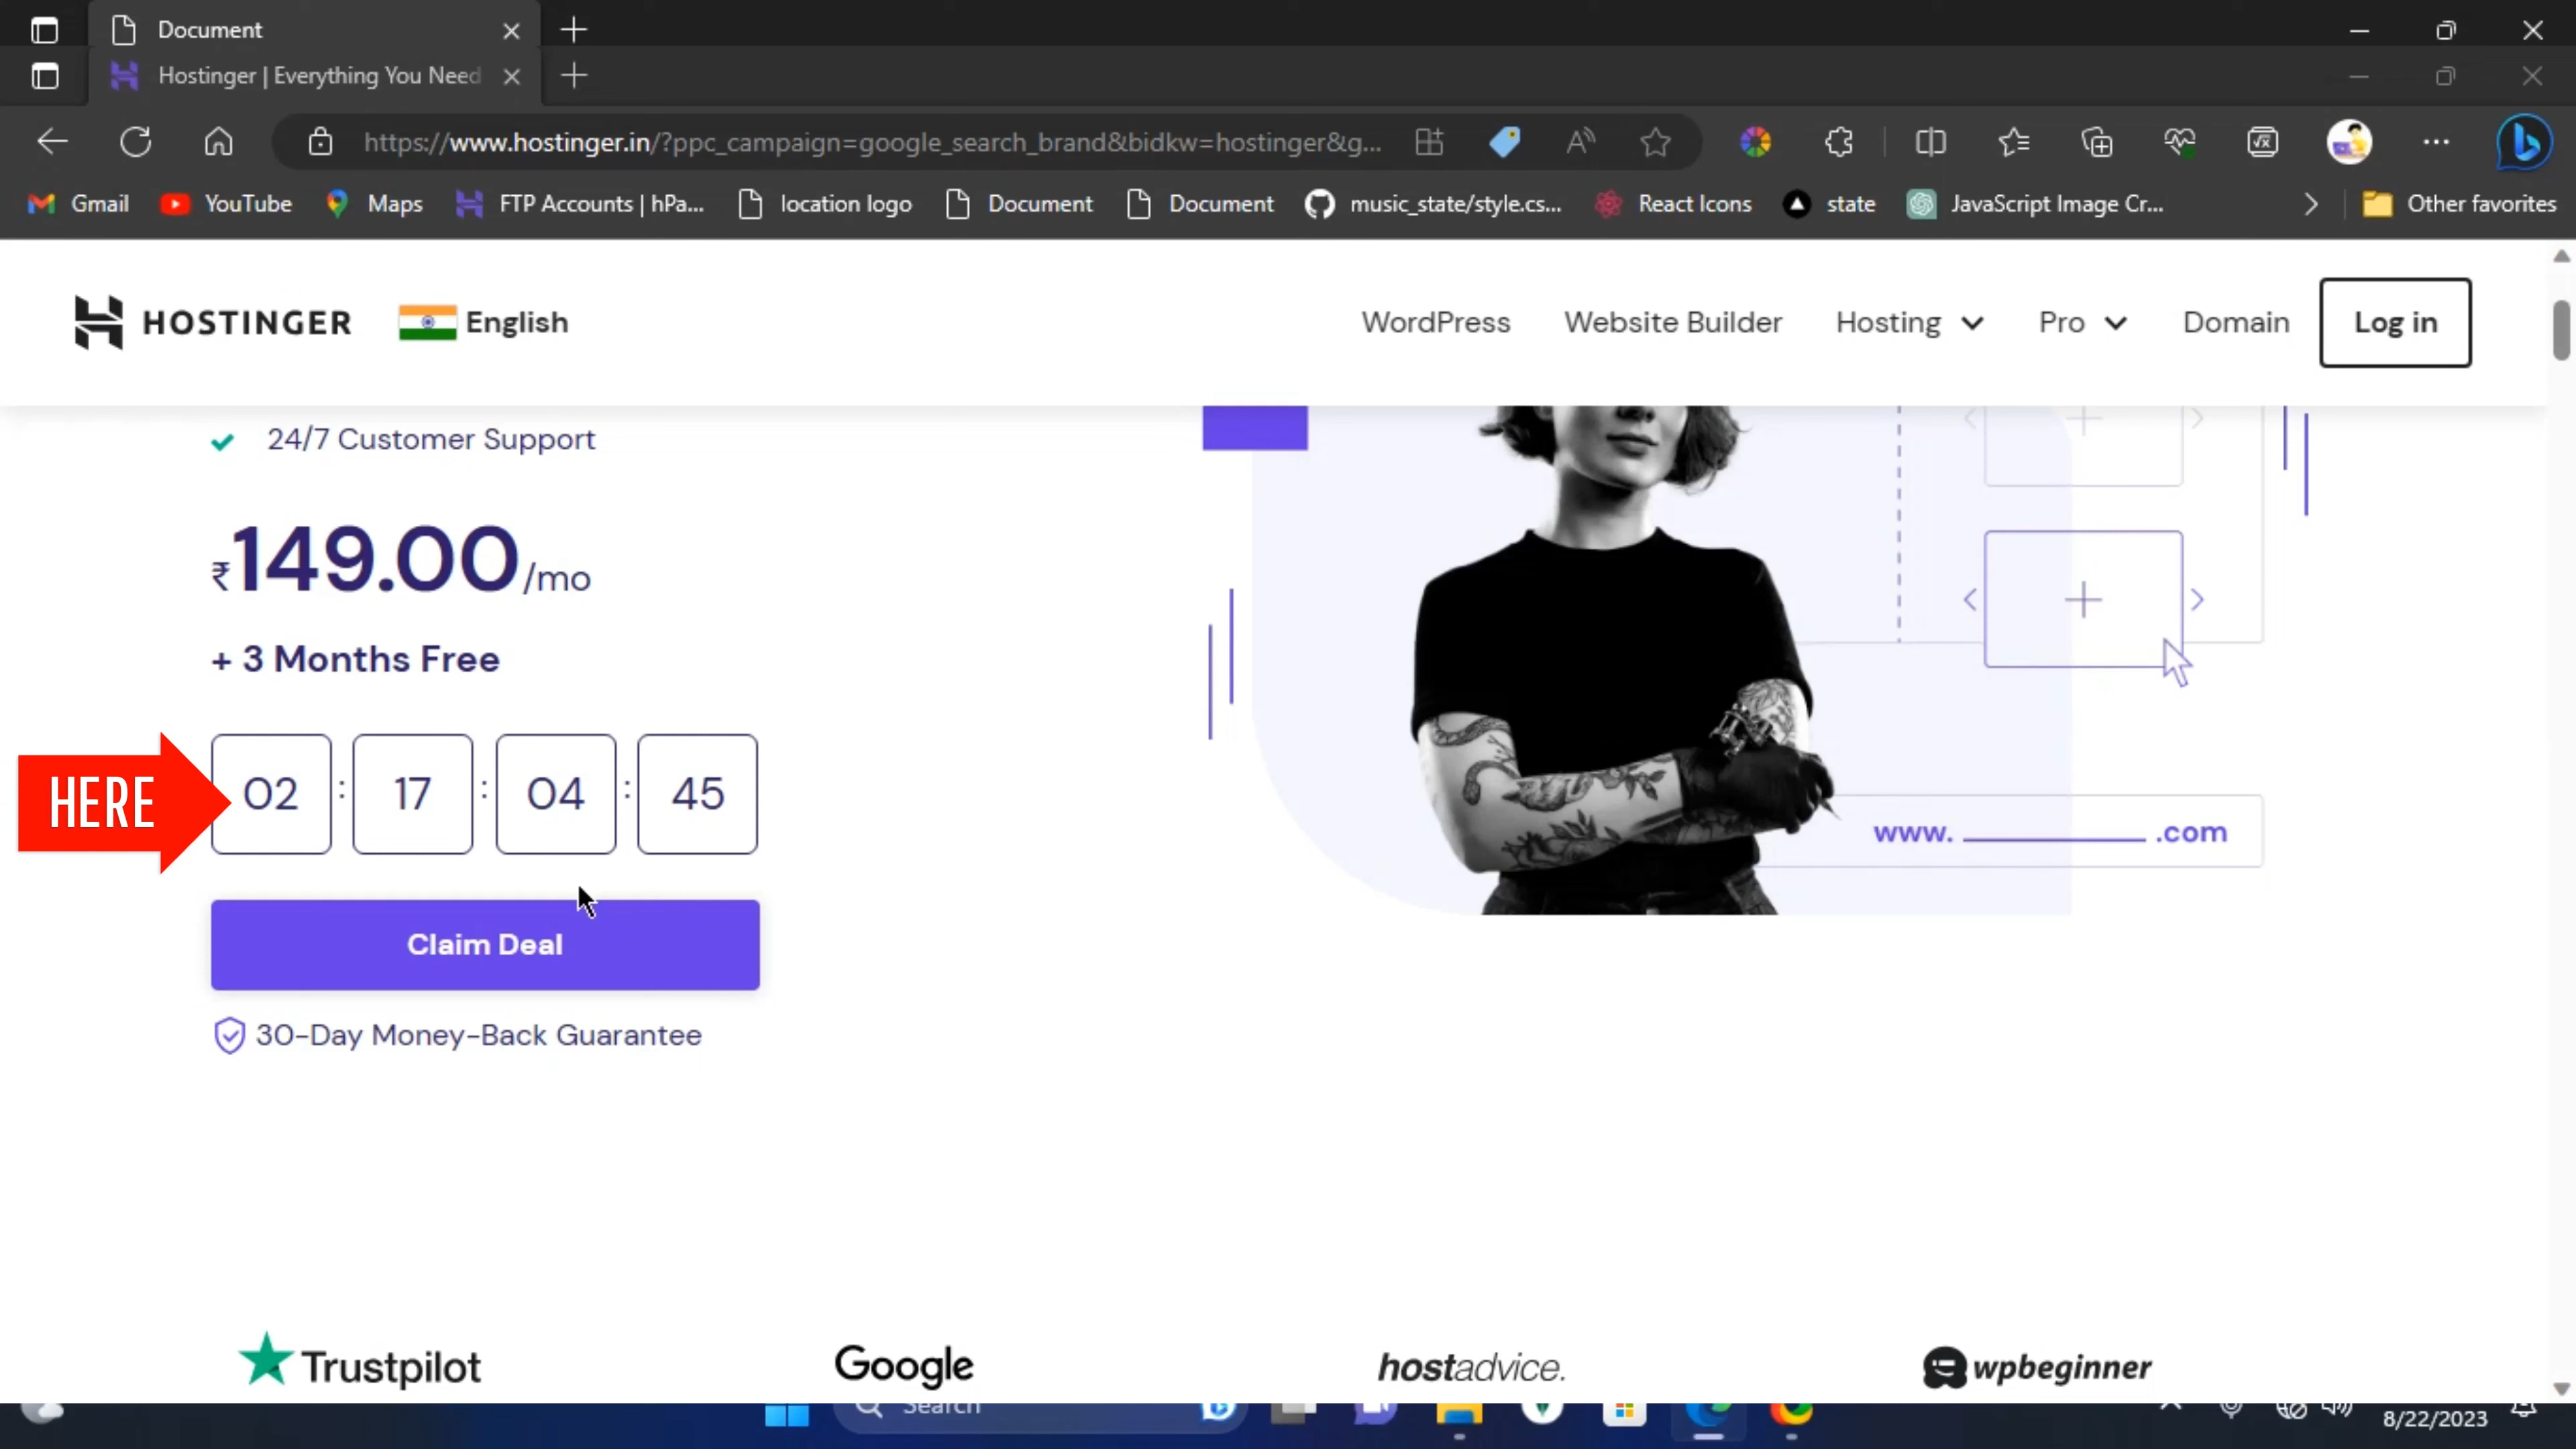 Document
Hostinger | Everything You Need
https://www.hostinger.in/?ppc_campaign=google_search_brand&bidkw=hostinger&g...
Gmail YouTube Maps FTP Accounts | hPa... location logo Document Document music_state/style.cs... React Icons state JavaScript Image Cr... Other favorites
HOSTINGER English WordPress Website Builder Hosting Pro Domain Log in
24/7 Customer Support
₹149.00/mo
+ 3 Months Free
HERE 02 : 17 : 04 : 45
www. ________ .com
Claim Deal
30-Day Money-Back Guarantee
Trustpilot Google hostadvice. wpbeginner
Search
8/22/2023